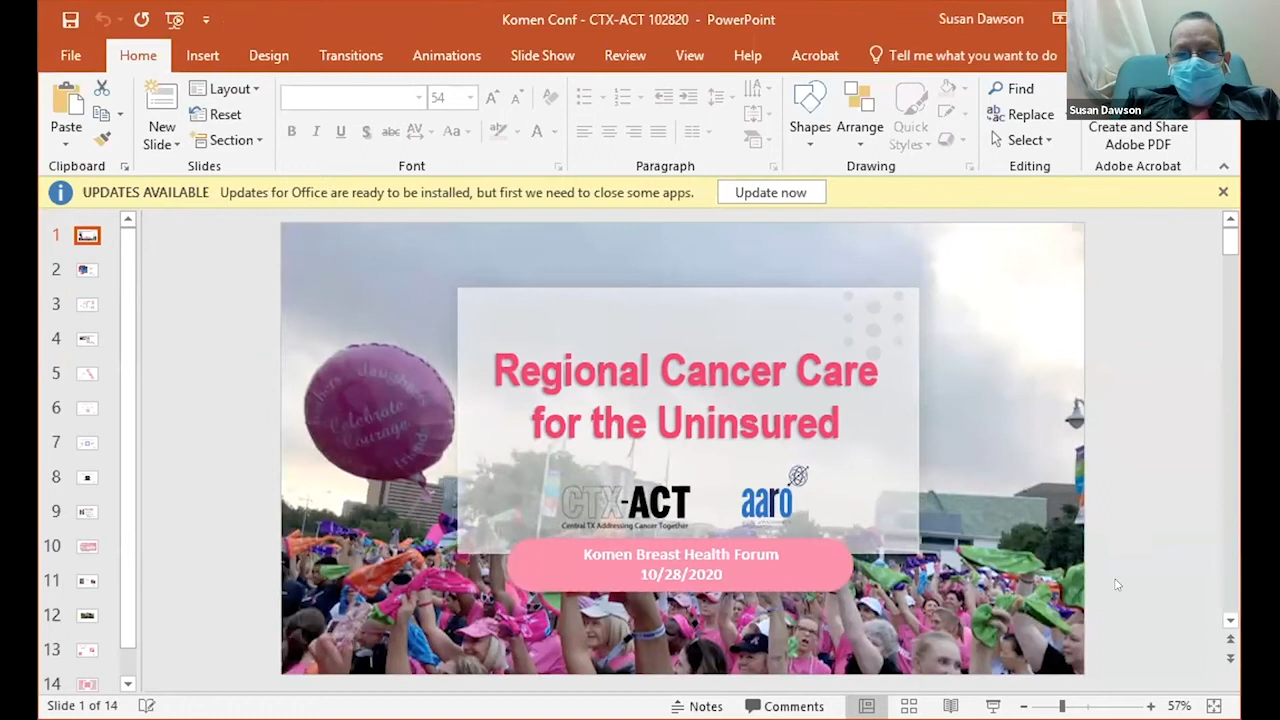 Komen Conf - CTX-ACT 102820 - PowerPoint
Susan Dawson
File Home Insert Design Transitions Animations Slide Show Review View Help Acrobat Tell me what you want to do
Susan Dawson
Paste
New
Slide
Layout
Reset
Section
54
B I U S abc AV Aa A
Shapes
Arrange
Quick
Styles
Find
Replace
Select
Create and Share
Adobe PDF
Clipboard Slides Font Paragraph Drawing Editing Adobe Acrobat
UPDATES AVAILABLE Updates for Office are ready to be installed, but first we need to close some apps. Update now
1
2
3
4
5
6
7
8
9
10
11
12
13
14
Daughters
Celebrate
Courage
Regional Cancer Care
for the Uninsured
CTX-ACT
Central TX Addressing Cancer Together
aaro
Komen Breast Health Forum
10/28/2020
Slide 1 of 14 Notes Comments 57%